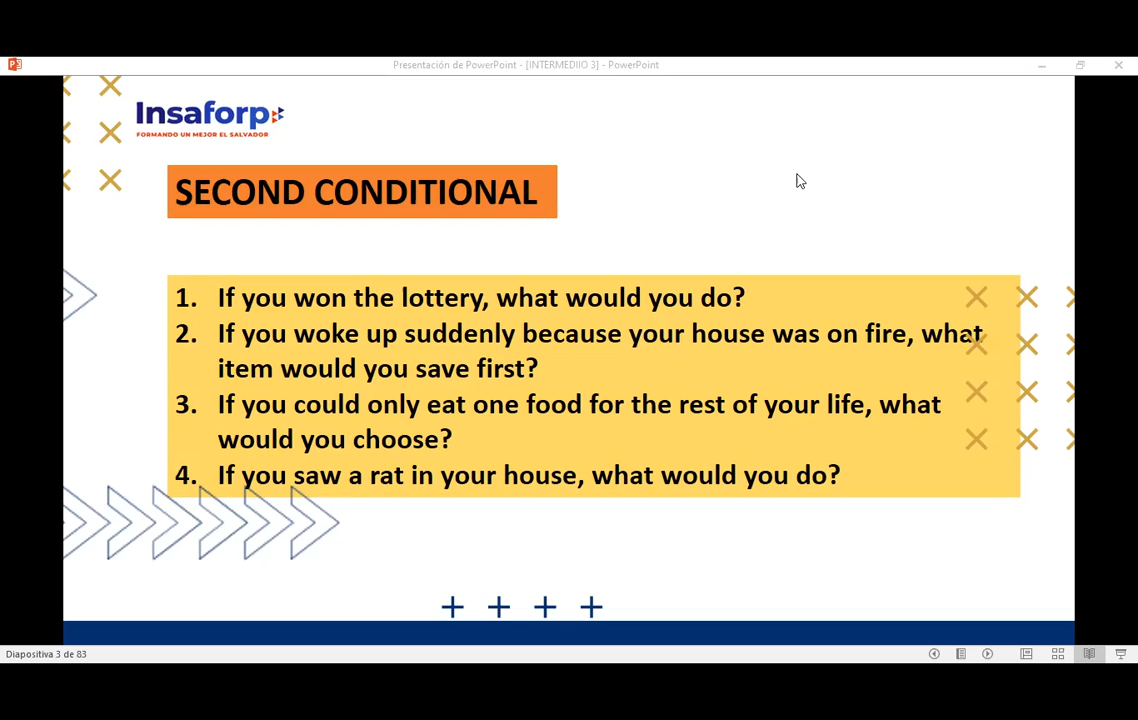 Presentación de PowerPoint - [INTERMEDIIO 3] - PowerPoint
Insaforp
FORMANDO UN MEJOR EL SALVADOR
SECOND CONDITIONAL
1. If you won the lottery, what would you do?
2. If you woke up suddenly because your house was on fire, what
item would you save first?
3. If you could only eat one food for the rest of your life, what
would you choose?
4. If you saw a rat in your house, what would you do?
Diapositiva 3 de 83